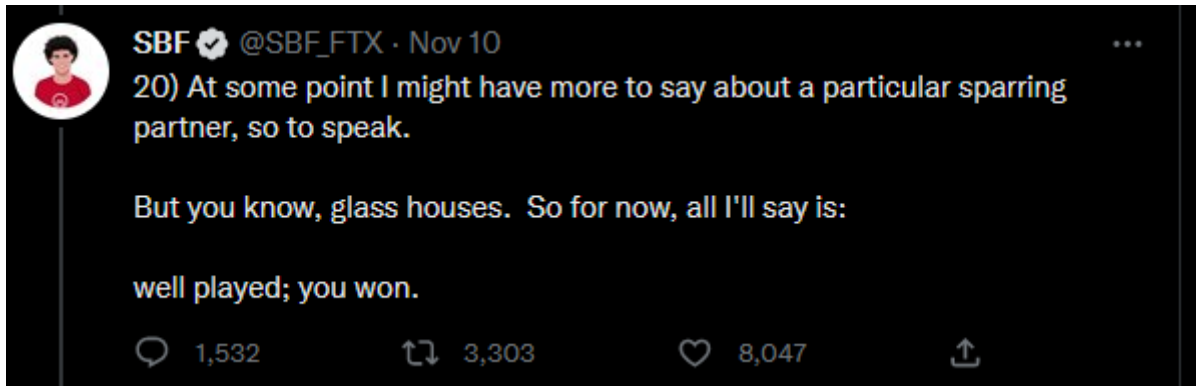 SBF @SBF_FTX · Nov 10
20) At some point I might have more to say about a particular sparring
partner, so to speak.
But you know, glass houses.  So for now, all I'll say is:
well played; you won.
1,532 3,303 8,047